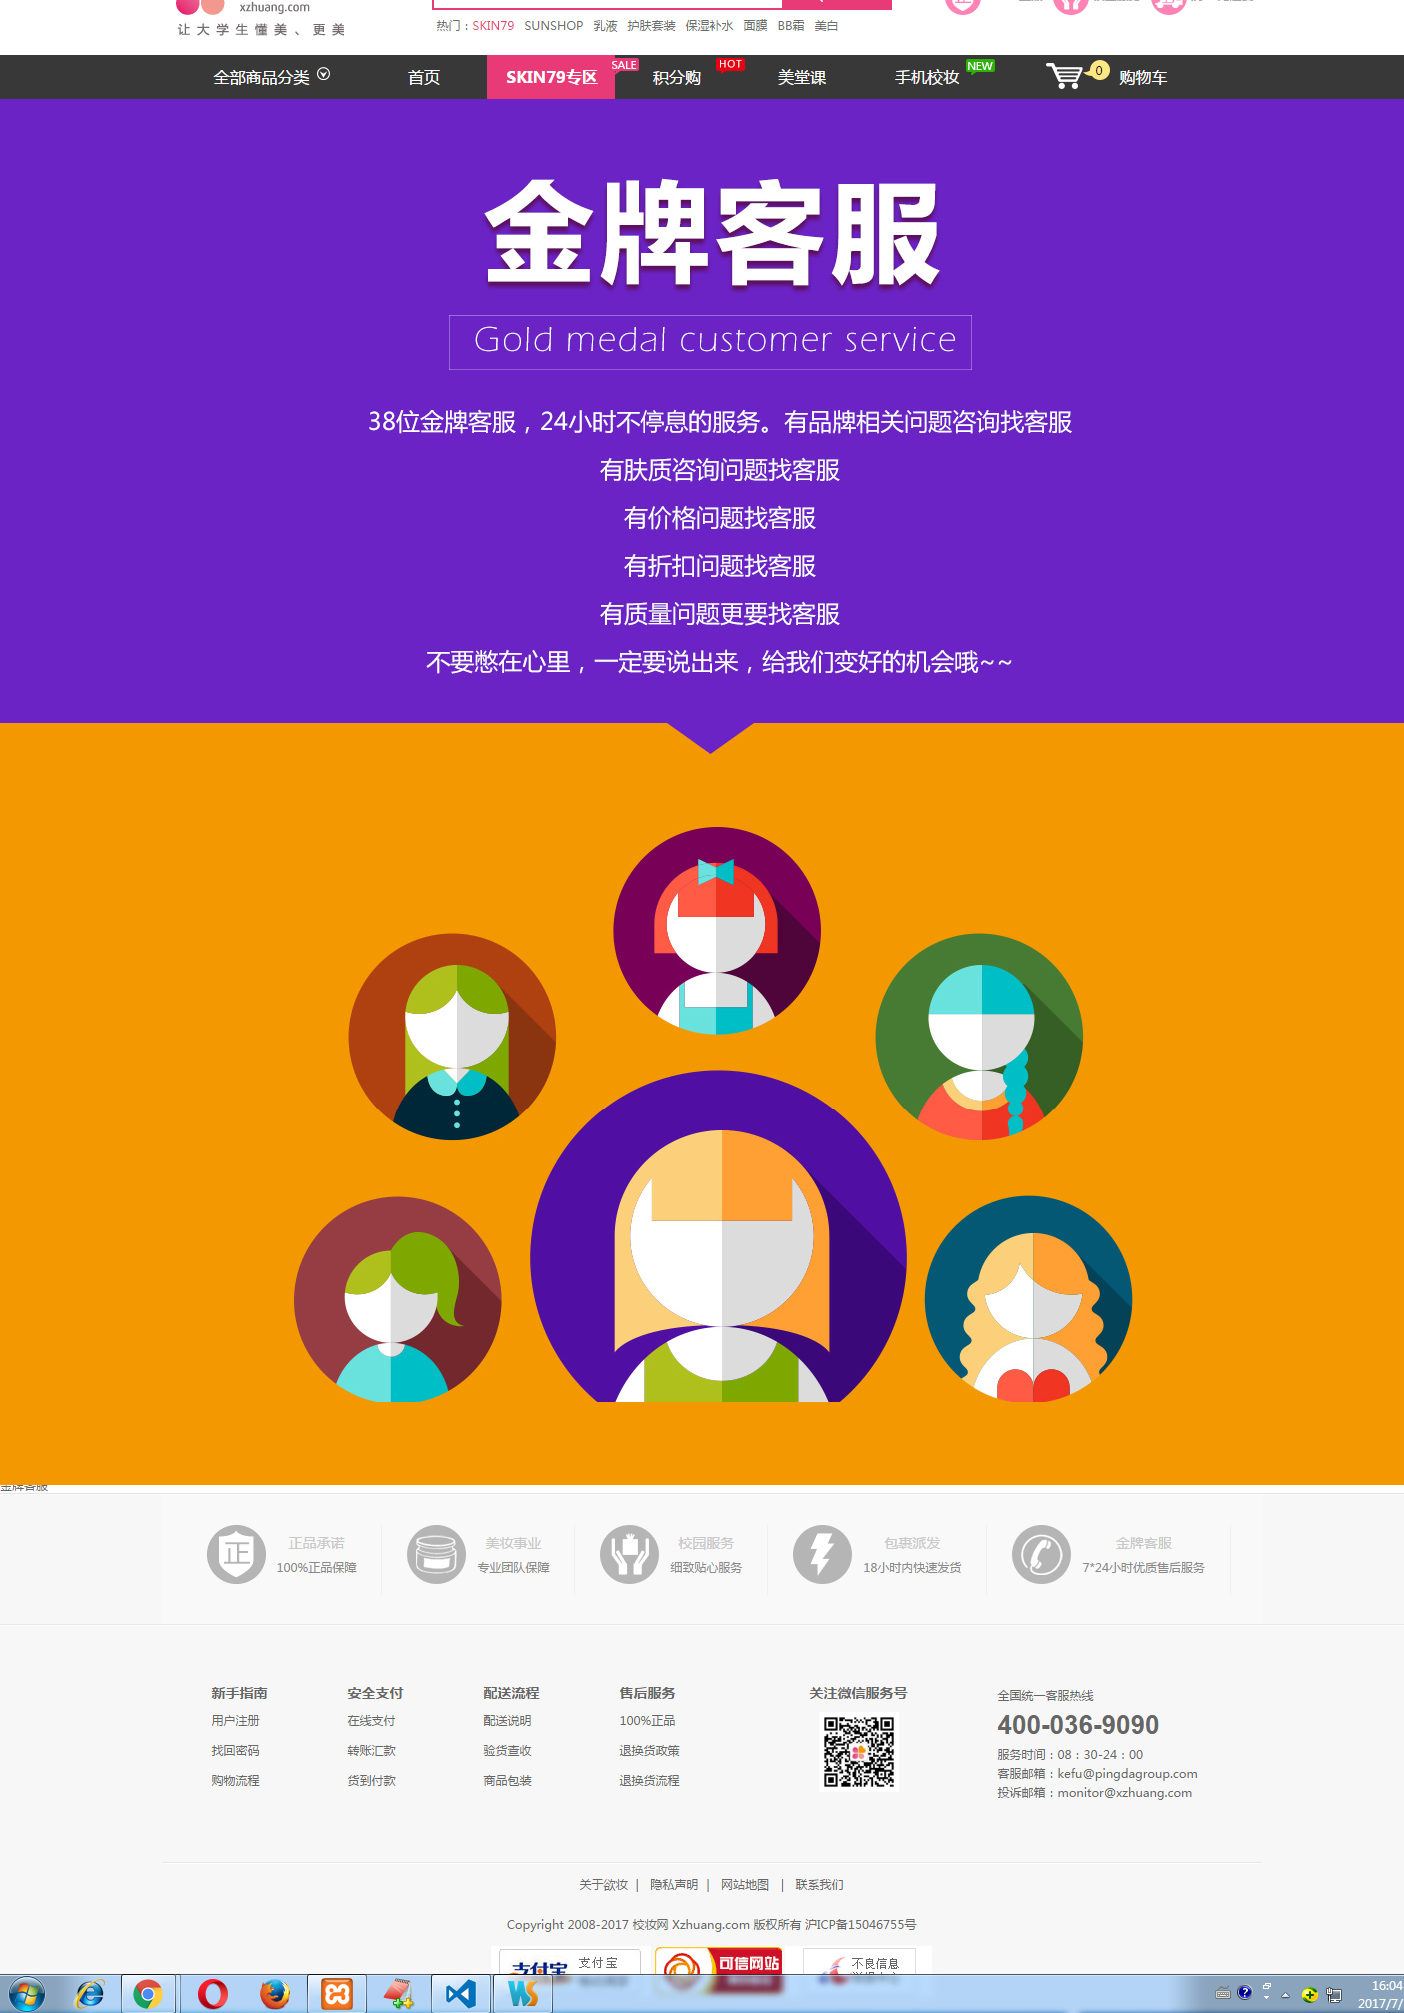 xzhuang.com
让大学生懂美、更美
热门：SKIN79 SUNSHOP 乳液 护肤套装 保湿补水 面膜 BB霜 美白
全部商品分类 首页 SKIN79专区 SALE 积分购 HOT 美堂课 手机校妆 NEW 0 购物车
金牌客服
Gold medal customer service
38位金牌客服，24小时不停息的服务。有品牌相关问题咨询找客服
有肤质咨询问题找客服
有价格问题找客服
有折扣问题找客服
有质量问题更要找客服
不要憋在心里，一定要说出来，给我们变好的机会哦~~
金牌客服
正 正品承诺 美妆事业 校园服务 包裹派发 金牌客服
100%正品保障 专业团队保障 细致贴心服务 18小时内快速发货 7*24小时优质售后服务
新手指南 安全支付 配送流程 售后服务 关注微信服务号
全国统一客服热线
用户注册 在线支付 配送说明 100%正品
400-036-9090
找回密码 转账汇款 验货查收 退换货政策
服务时间：08：30-24：00
客服邮箱：kefu@pingdagroup.com
购物流程 货到付款 商品包装 退换货流程
投诉邮箱：monitor@xzhuang.com
关于欲妆 | 隐私声明 | 网站地图 | 联系我们
Copyright 2008-2017 校妆网 Xzhuang.com 版权所有 沪ICP备15046755号
支付宝 支付宝 可信网站 不良信息
16:04
2017/7/